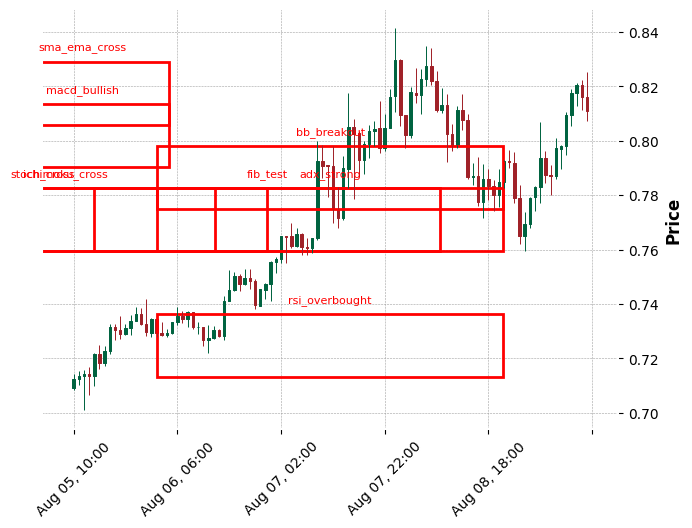 sma_ema_cross
macd_bullish
bb_breakout
ichimoku_cross
fib_test
adx_strong
rsi_overbought
0.84
0.82
0.80
0.78
0.76
0.74
0.72
0.70
Price
Aug 05, 10:00
Aug 06, 06:00
Aug 07, 02:00
Aug 07, 22:00
Aug 08, 18:00